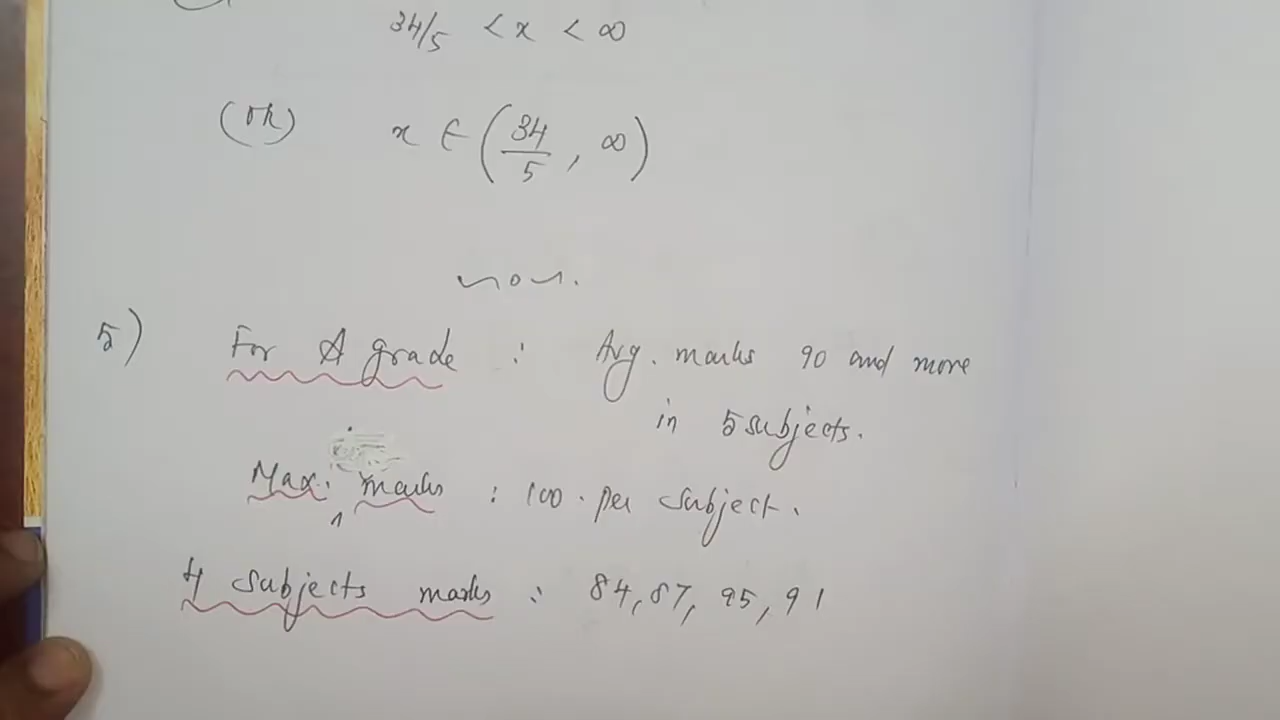 34/5 < x < ∞
(or) x ∈ (34/5, ∞)
5) For A grade : Avg. marks 90 and more
in 5 subjects.
Max. marks : 100 per subject.
4 subjects marks : 84, 87, 95, 91